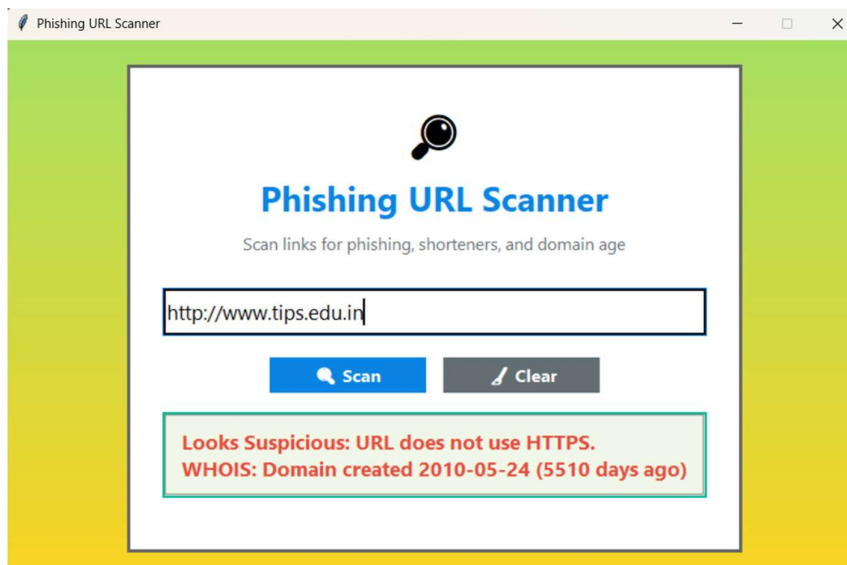 Phishing URL Scanner
Phishing URL Scanner
Scan links for phishing, shorteners, and domain age
http://www.tips.edu.in
Scan
Clear
Looks Suspicious: URL does not use HTTPS.
WHOIS: Domain created 2010-05-24 (5510 days ago)